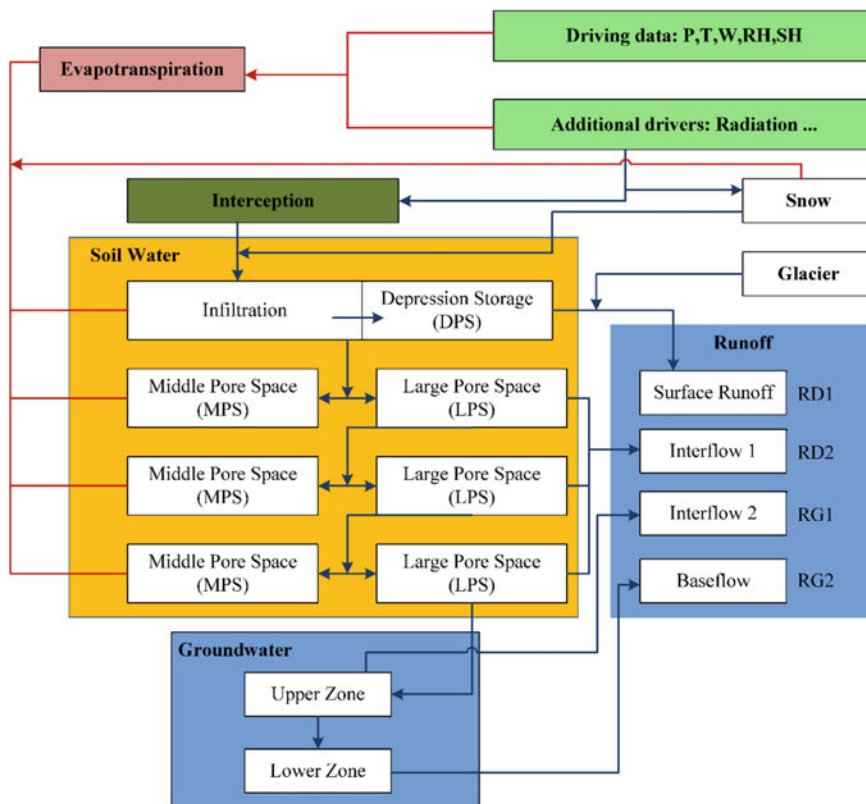 Driving data: P,T,W,RH,SH
Evapotranspiration
Additional drivers: Radiation ...
Interception
Snow
Soil Water
Glacier
Infiltration
Depression Storage
(DPS)
Runoff
Middle Pore Space
(MPS)
Large Pore Space
(LPS)
Surface Runoff
RD1
Interflow 1
RD2
Middle Pore Space
(MPS)
Large Pore Space
(LPS)
Interflow 2
RG1
Middle Pore Space
(MPS)
Large Pore Space
(LPS)
Baseflow
RG2
Groundwater
Upper Zone
Lower Zone